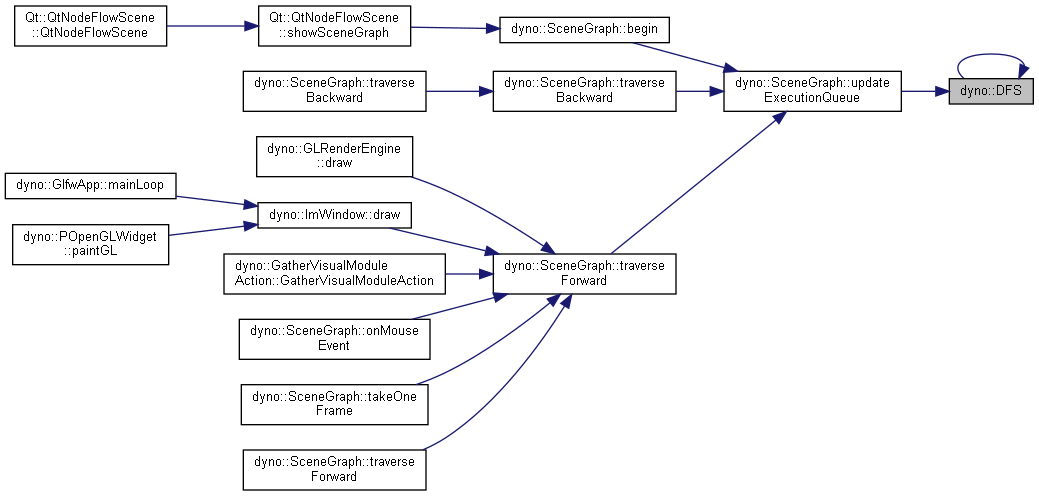 Qt::QtNodeFlowScene
::QtNodeFlowScene
Qt::QtNodeFlowScene
::showSceneGraph
dyno::SceneGraph::begin
dyno::SceneGraph::traverse
Backward
dyno::SceneGraph::traverse
Backward
dyno::SceneGraph::update
ExecutionQueue
dyno::DFS
dyno::GLRenderEngine
::draw
dyno::GlfwApp::mainLoop
dyno::ImWindow::draw
dyno::POpenGLWidget
::paintGL
dyno::GatherVisualModule
Action::GatherVisualModuleAction
dyno::SceneGraph::traverse
Forward
dyno::SceneGraph::onMouse
Event
dyno::SceneGraph::takeOne
Frame
dyno::SceneGraph::traverse
Forward